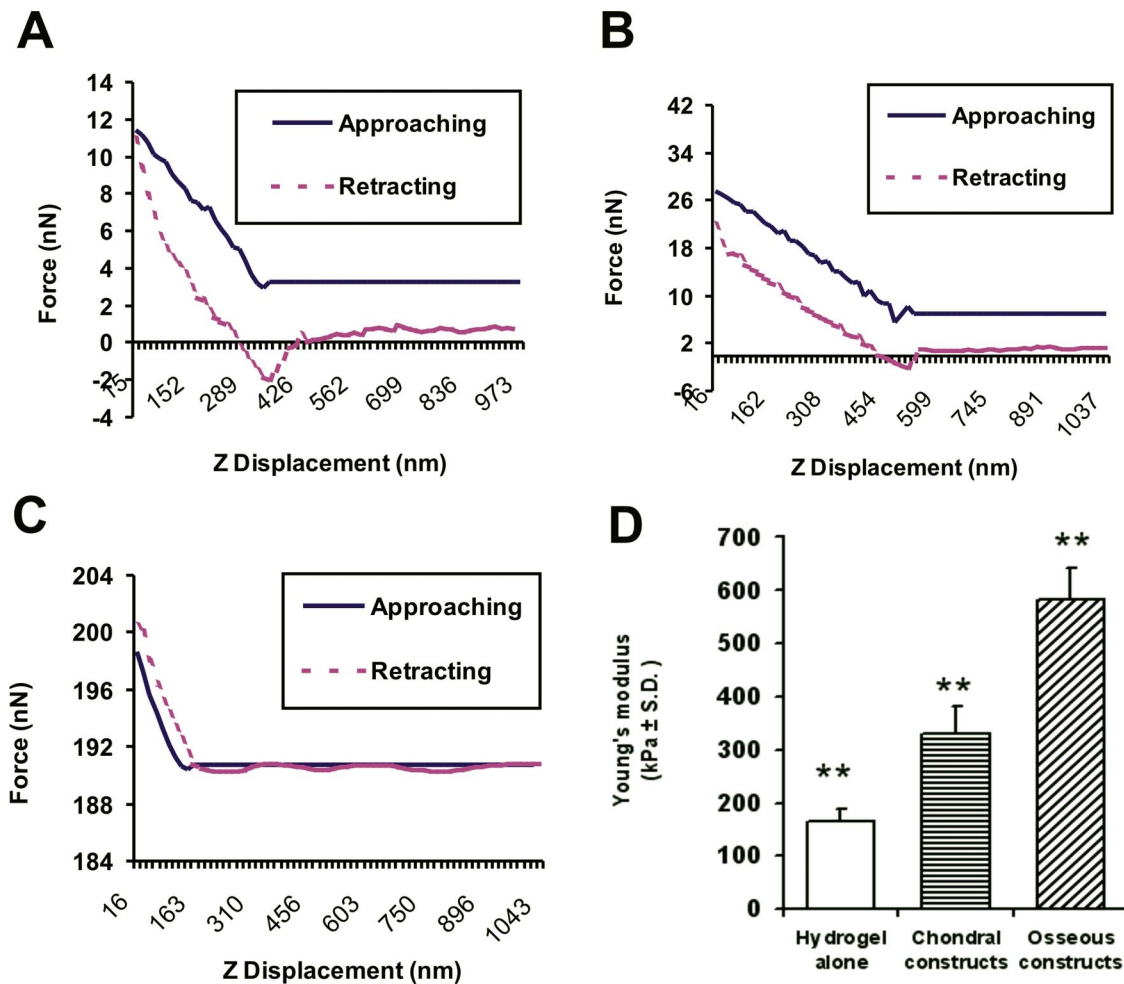 A
14
12
10
8
6
4
2
0
-2
-4
Force (nN)
Approaching
Retracting
15
152
289
426
562
699
836
973
Z Displacement (nm)
B
42
34
26
18
10
2
-6
Force (nN)
Approaching
Retracting
16
162
308
454
599
745
891
1037
Z Displacement (nm)
C
204
200
196
192
188
184
Force (nN)
Approaching
Retracting
16
163
310
456
603
750
896
1043
Z Displacement (nm)
D
700
600
500
400
300
200
100
0
Young's modulus
(kPa ± S.D. )
**
**
**
Hydrogel
alone
Chondral
constructs
Osseous
constructs